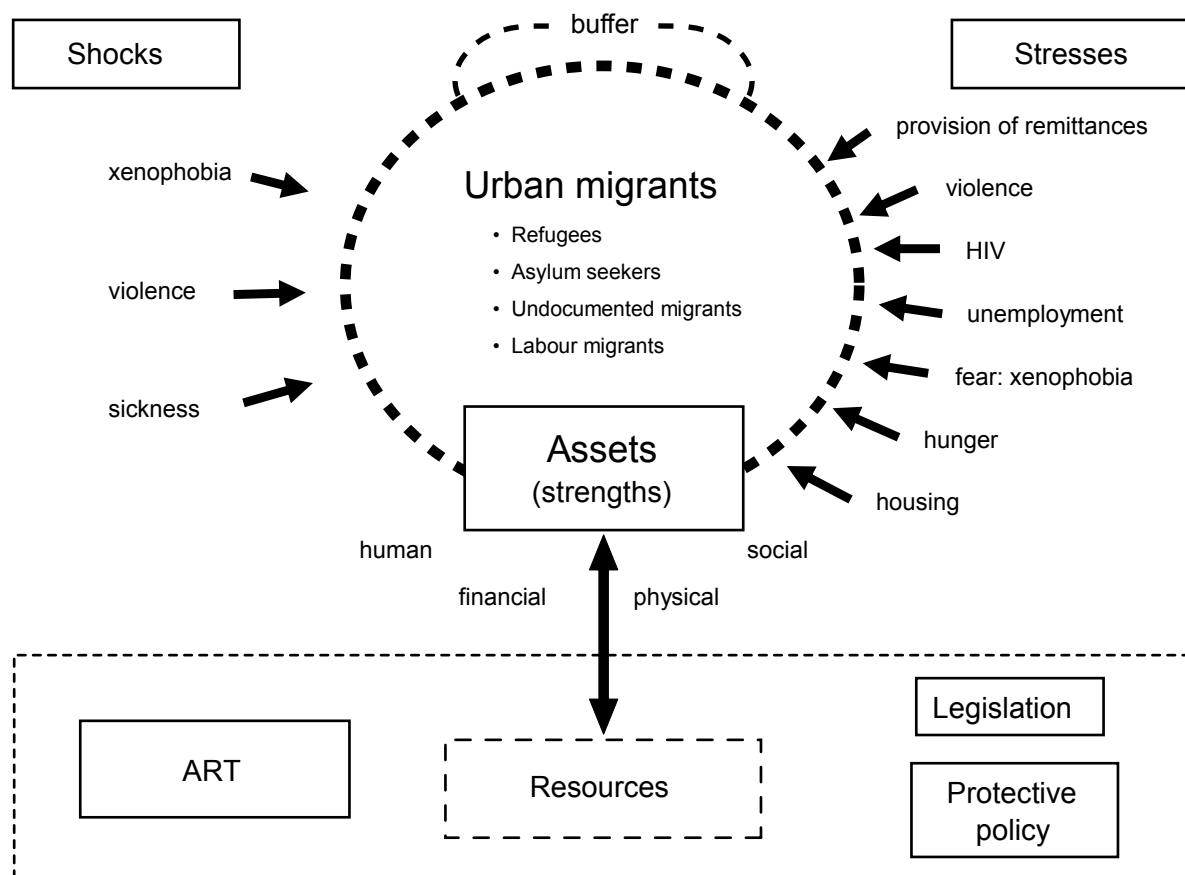 buffer
Shocks
Stresses
provision of remittances
xenophobia
Urban migrants
violence
• Refugees
HIV
• Asylum seekers
violence
• Undocumented migrants
unemployment
• Labour migrants
fear: xenophobia
sickness
hunger
Assets
(strengths)
housing
human
social
financial
physical
Legislation
ART
Resources
Protective
policy